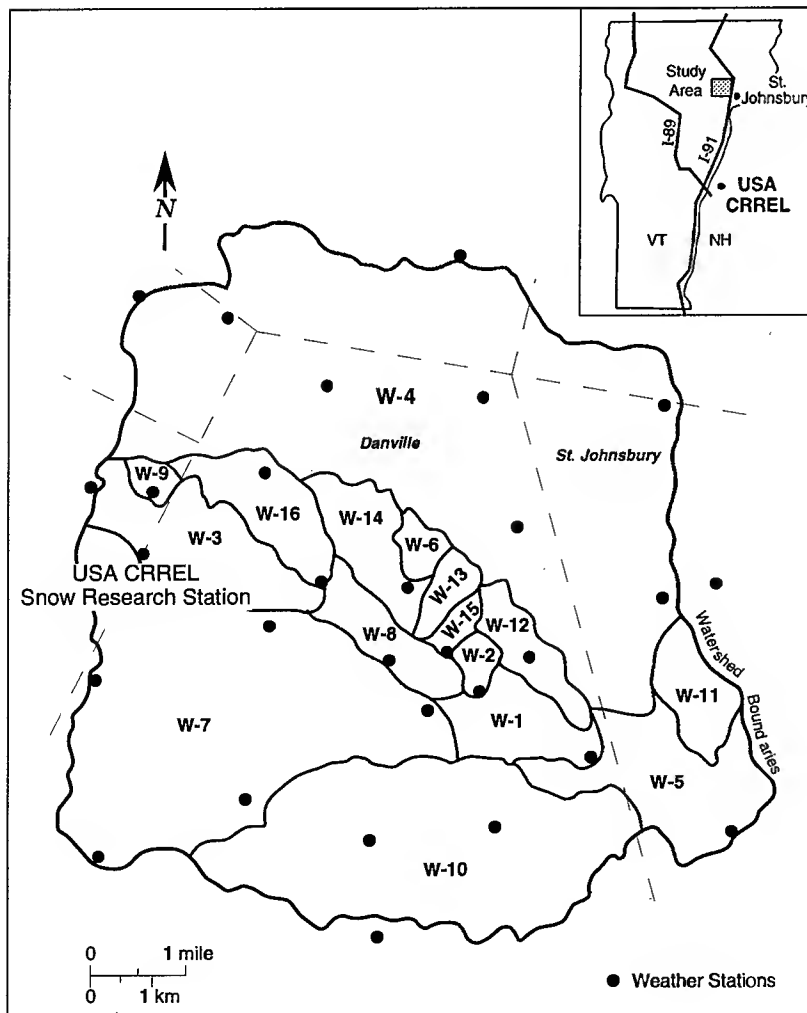 Study
Area
St.
Johnsbury
I-89
I-91
USA
CRREL
VT
NH
N
W-4
Danville
St. Johnsbury
W-9
W-16
W-3
W-14
W-6
USA CRREL
Snow Research Station
W-13
W-15
W-12
W-8
W-2
W-11
Watershed
Bound aries
W-7
W-1
W-5
W-10
0 1 mile
0 1 km
Weather Stations